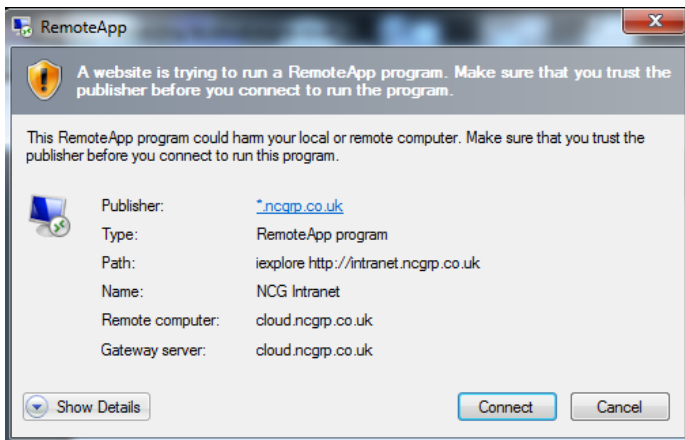 RemoteApp
A website is trying to run a RemoteApp program. Make sure that you trust the
publisher before you connect to run the program.
This RemoteApp program could harm your local or remote computer. Make sure that you trust the
publisher before you connect to run this program.
Publisher: *.ncgrp.co.uk
Type: RemoteApp program
Path: iexplore http://intranet.ncgrp.co.uk
Name: NCG Intranet
Remote computer: cloud.ncgrp.co.uk
Gateway server: cloud.ncgrp.co.uk
Show Details Connect Cancel